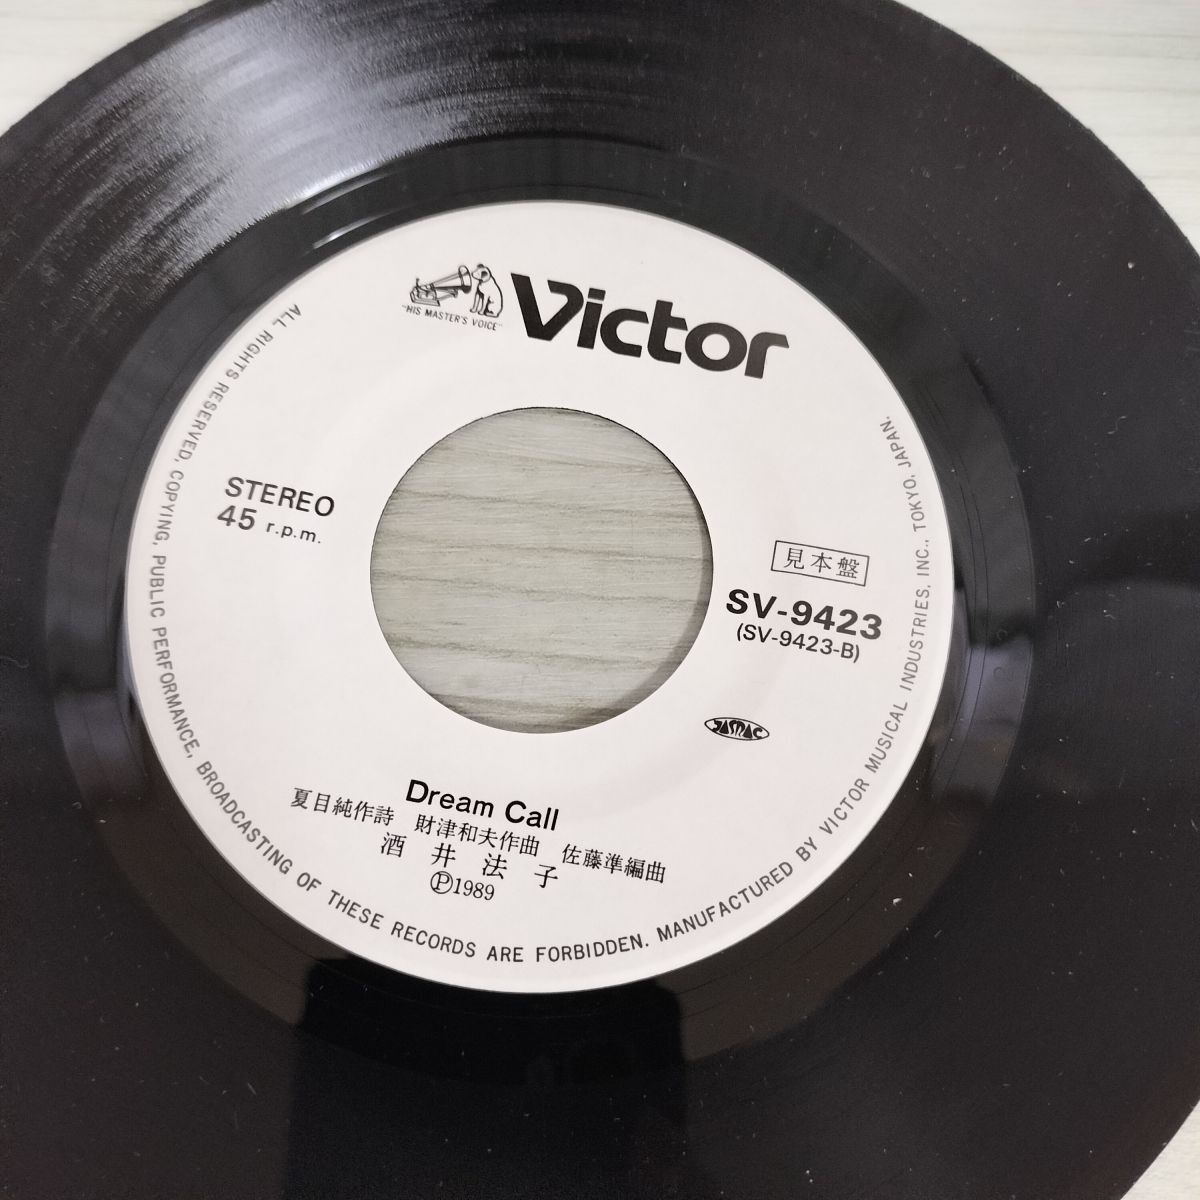 "HIS MASTER'S VOICE"
Victor
STEREO
45 r.p.m.
見本盤
SV-9423
(SV-9423-B)
JASRAC
Dream Call
夏目純作詩 財津和夫作曲 佐藤準編曲
酒井法子
Ⓟ1989
ALL RIGHTS RESERVED, COPYING, PUBLIC PERFORMANCE, BROADCASTING OF THESE RECORDS ARE FORBIDDEN. MANUFACTURED BY VICTOR MUSICAL INDUSTRIES, INC., TOKYO, JAPAN.